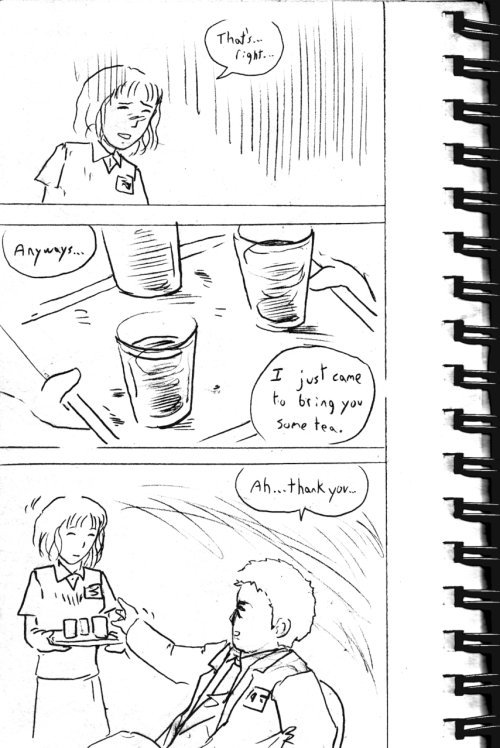 That's...
right...
Anyways...
I just came
to bring you
some tea.
Ah...thank you...